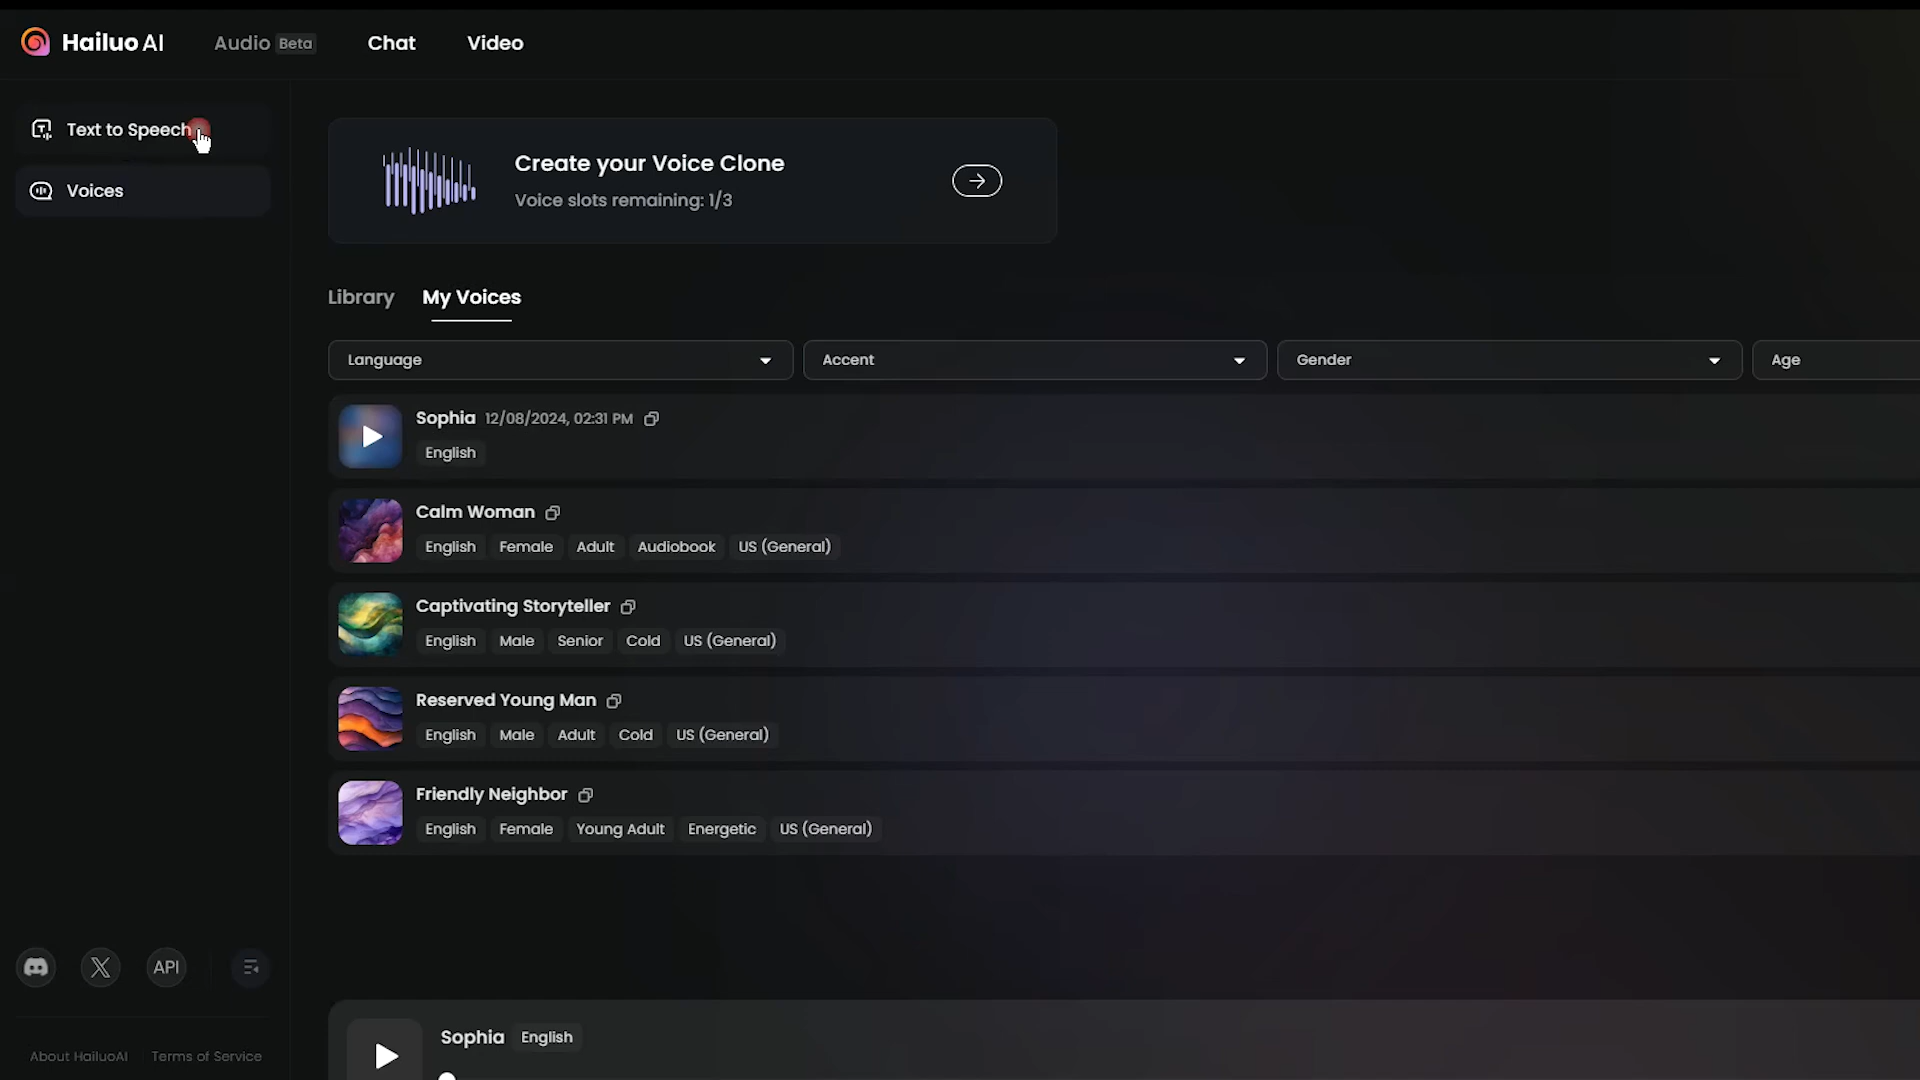 Hailuo AI
Audio Beta
Chat
Video
Text to Speech
Voices
Create your Voice Clone
Voice slots remaining: 1/3
Library
My Voices
Language
Accent
Gender
Age
Sophia 12/08/2024, 02:31 PM
English
Calm Woman
English Female Adult Audiobook US (General)
Captivating Storyteller
English Male Senior Cold US (General)
Reserved Young Man
English Male Adult Cold US (General)
Friendly Neighbor
English Female Young Adult Energetic US (General)
API
Sophia English
About HailuoAI
Terms of Service